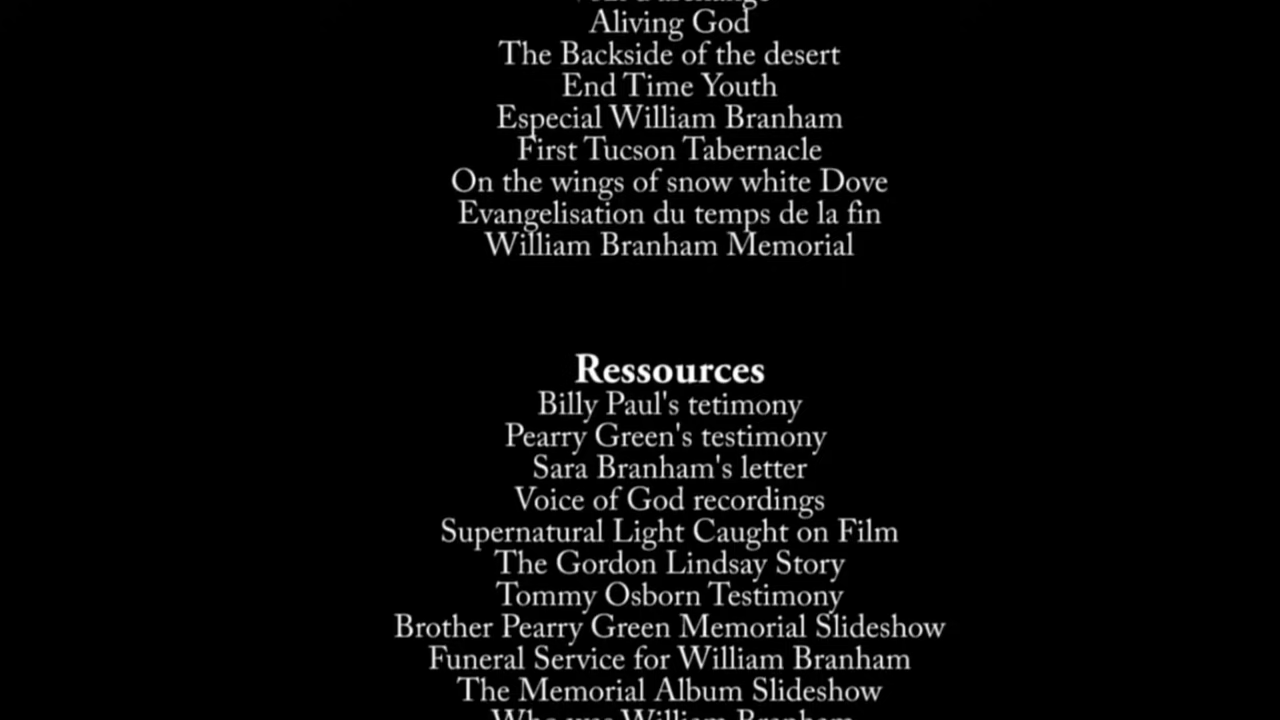 Aliving God
The Backside of the desert
End Time Youth
Especial William Branham
First Tucson Tabernacle
On the wings of snow white Dove
Evangelisation du temps de la fin
William Branham Memorial
Ressources
Billy Paul's tetimony
Pearry Green's testimony
Sara Branham's letter
Voice of God recordings
Supernatural Light Caught on Film
The Gordon Lindsay Story
Tommy Osborn Testimony
Brother Pearry Green Memorial Slideshow
Funeral Service for William Branham
The Memorial Album Slideshow
William Branham